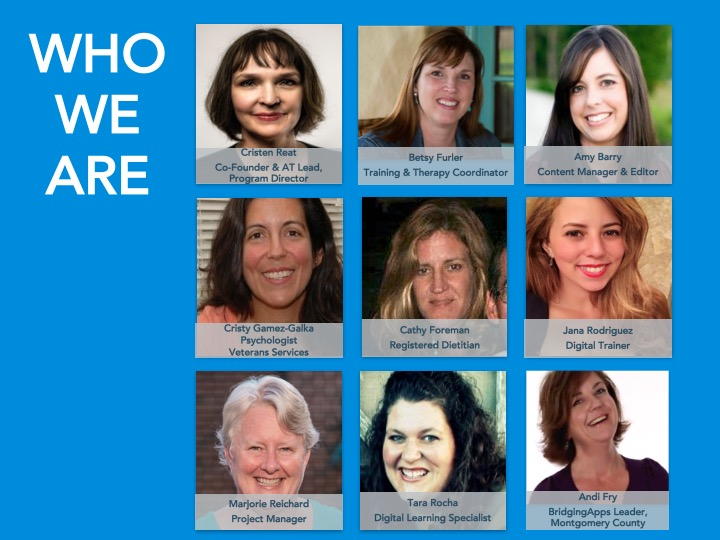 WHO
WE
ARE
Cristen Reat
Co-Founder & AT Lead,
Program Director
Betsy Furler
Training & Therapy Coordinator
Amy Barry
Content Manager & Editor
Cristy Gamez-Galka
Psychologist
Veterans Services
Cathy Foreman
Registered Dietitian
Jana Rodriguez
Digital Trainer
Marjorie Reichard
Project Manager
Tara Rocha
Digital Learning Specialist
Andi Fry
BridgingApps Leader,
Montgomery County